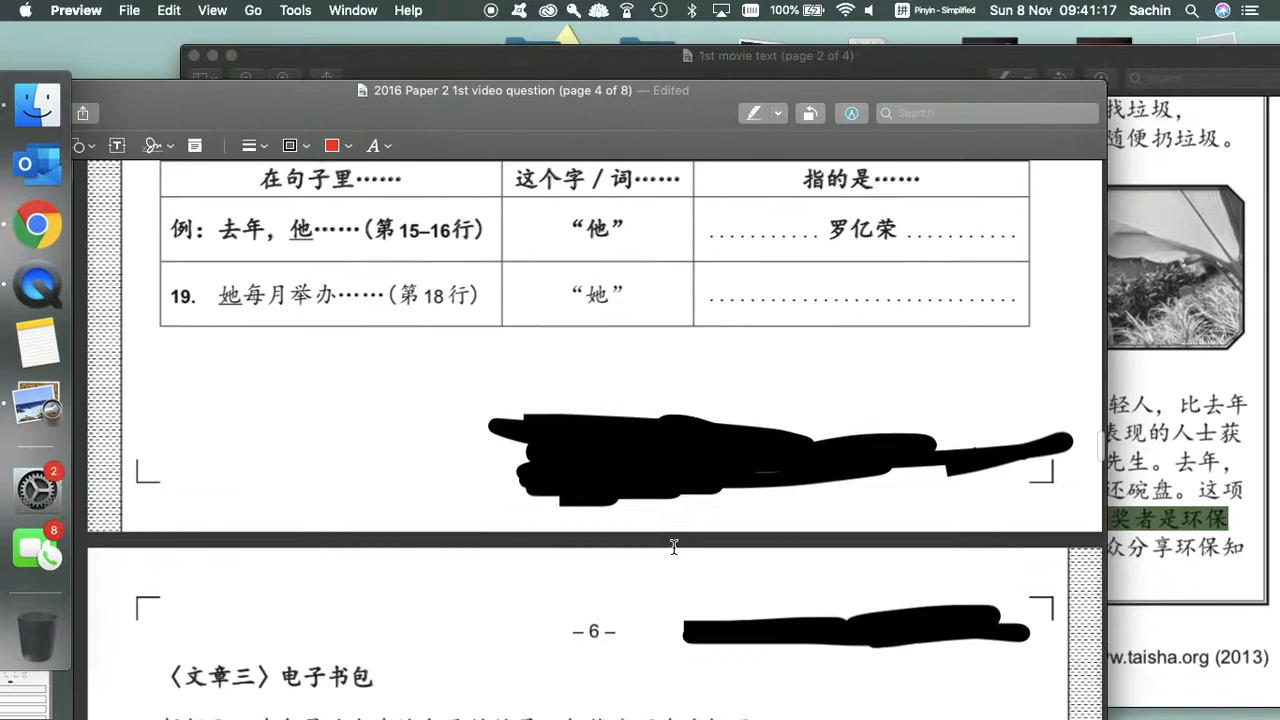 Preview File Edit View Go Tools Window Help 100% Pinyin - Simplified Sun 8 Nov 09:41:17 Sachin
1st movie text (page 2 of 4)
Search
2016 Paper 2 1st video question (page 4 of 8) — Edited
Search
在句子里…… 这个字／词…… 指的是……
例：去年，他……（第15–16行） “他” ........... 罗亿荣 ...........
19. 她每月举办……（第18行） “她” ...............................
– 6 –
〈文章三〉电子书包
2
8
找垃圾，
随便扔垃圾。
轻人，比去年
表现的人士获
先生。去年，
还碗盘。这项
奖者是环保
众分享环保知
w.taisha.org (2013)